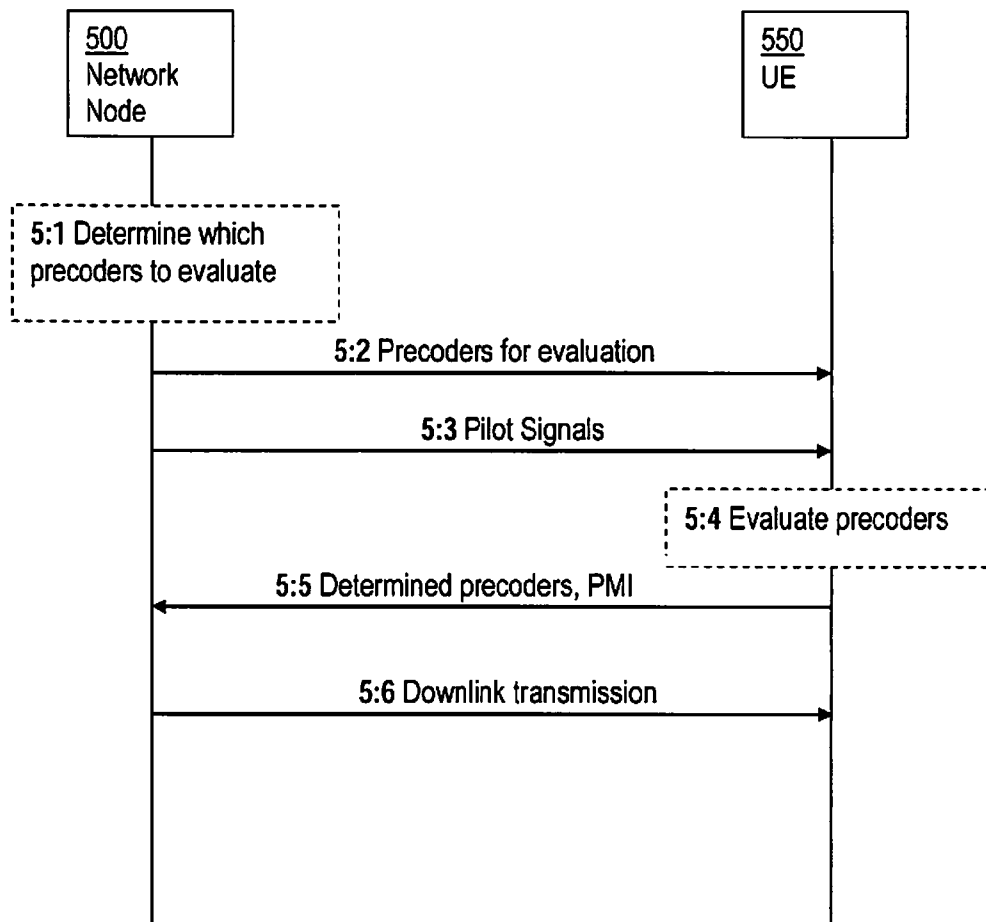 500
Network
Node
550
UE
5:1 Determine which
precoders to evaluate
5:2 Precoders for evaluation
5:3 Pilot Signals
5:4 Evaluate precoders
5:5 Determined precoders, PMI
5:6 Downlink transmission